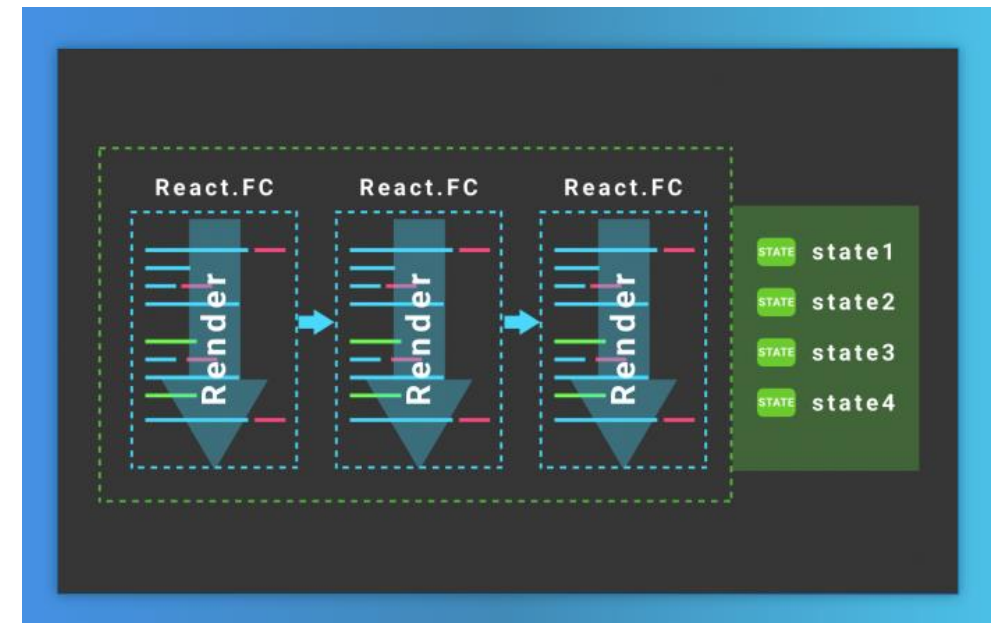 React.FC React.FC React.FC
Render Render Render
STATE state1
STATE state2
STATE state3
STATE state4